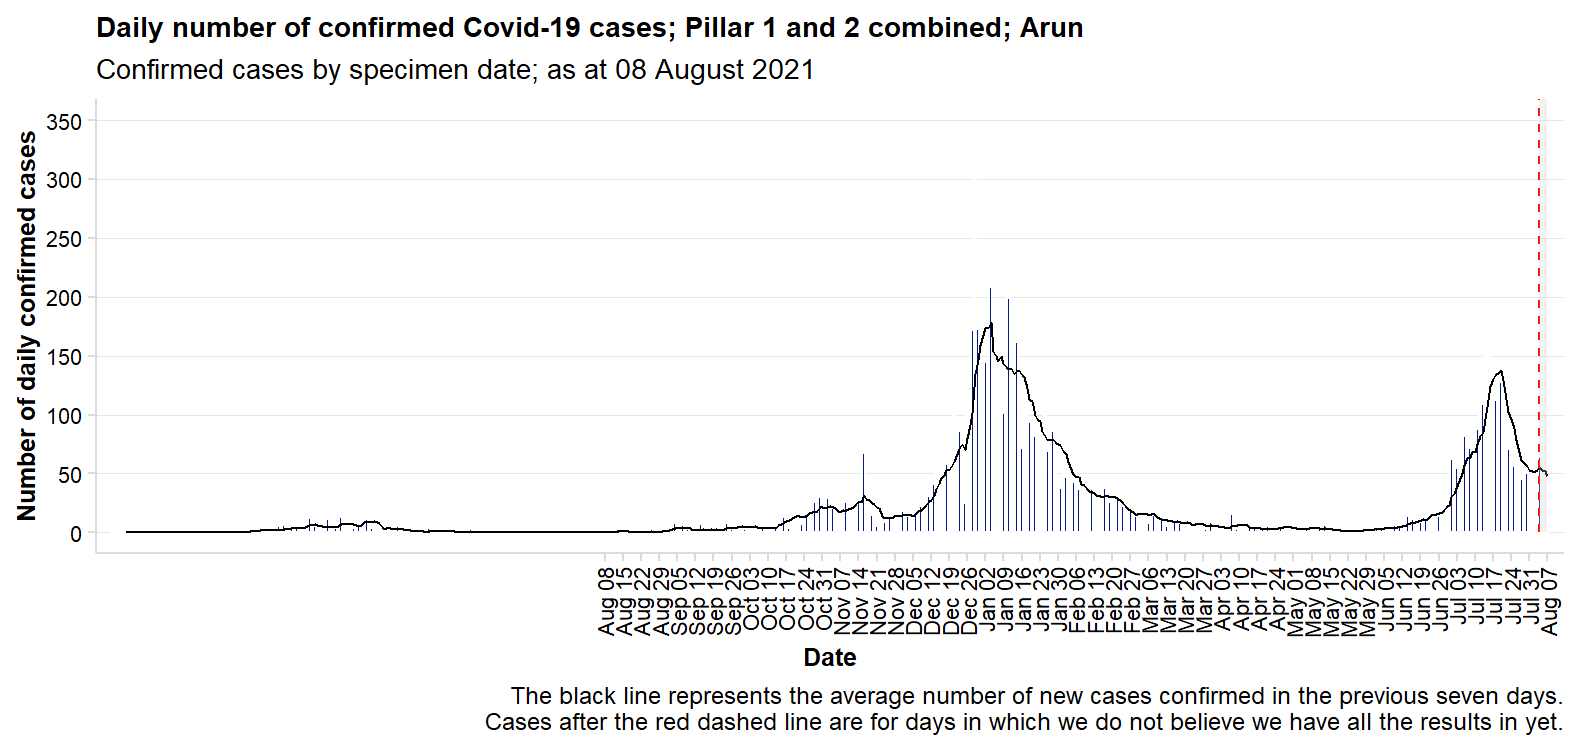 Daily number of confirmed Covid-19 cases; Pillar 1 and 2 combined; Arun
Confirmed cases by specimen date; as at 08 August 2021
Number of daily confirmed cases
350
300
250
200
150
100
50
0
Aug 08
Aug 15
Aug 22
Aug 29
Sep 05
Sep 12
Sep 19
Sep 26
Oct 03
Oct 10
Oct 17
Oct 24
Oct 31
Nov 07
Nov 14
Nov 21
Nov 28
Dec 05
Dec 12
Dec 19
Dec 26
Jan 02
Jan 09
Jan 16
Jan 23
Jan 30
Feb 06
Feb 13
Feb 20
Feb 27
Mar 06
Mar 13
Mar 20
Mar 27
Apr 03
Apr 10
Apr 17
Apr 24
May 01
May 08
May 15
May 22
May 29
Jun 05
Jun 12
Jun 19
Jun 26
Jul 03
Jul 10
Jul 17
Jul 24
Jul 31
Aug 07
Date
The black line represents the average number of new cases confirmed in the previous seven days.
Cases after the red dashed line are for days in which we do not believe we have all the results in yet.